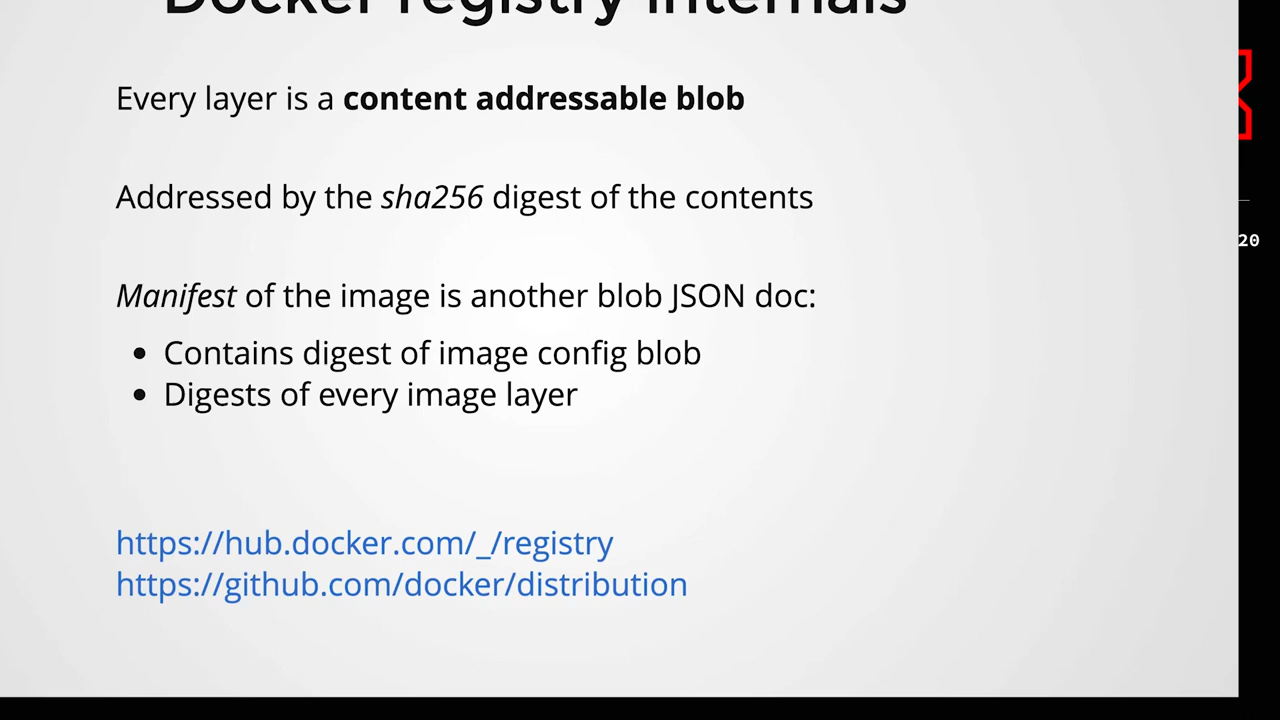 Docker registry internals
Every layer is a content addressable blob
Addressed by the sha256 digest of the contents
Manifest of the image is another blob JSON doc:
• Contains digest of image config blob
• Digests of every image layer
https://hub.docker.com/_/registry
https://github.com/docker/distribution
20